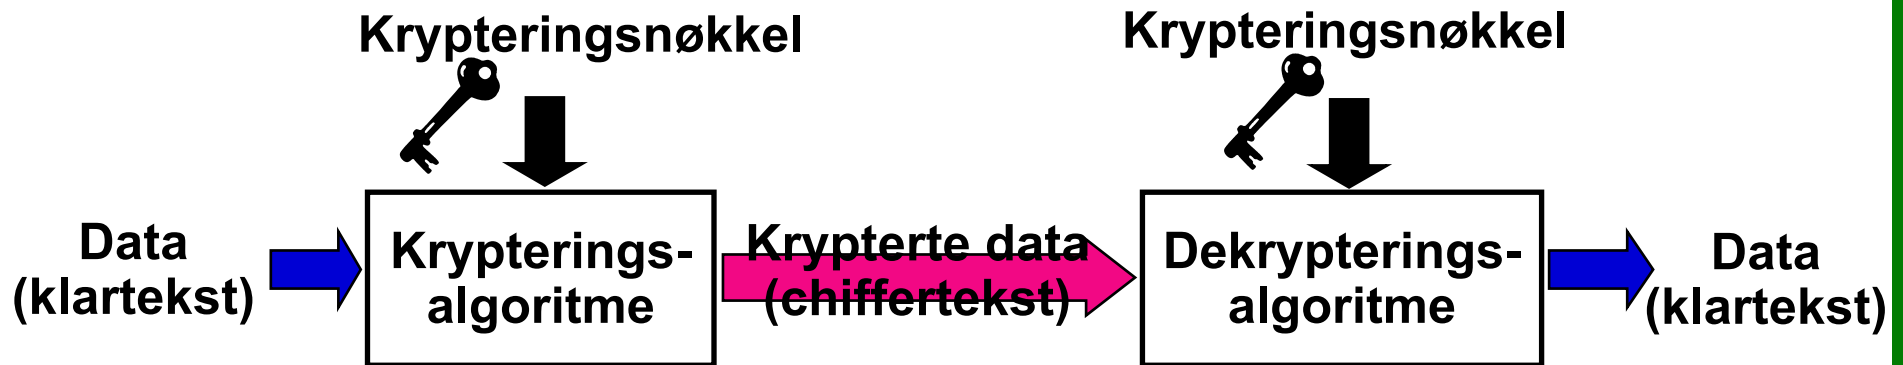 Krypteringsnøkkel
Krypteringsnøkkel
Data
(klartekst)
Krypterings-
algoritme
Krypterte data
(chiffertekst)
Dekrypterings-
algoritme
Data
(klartekst)